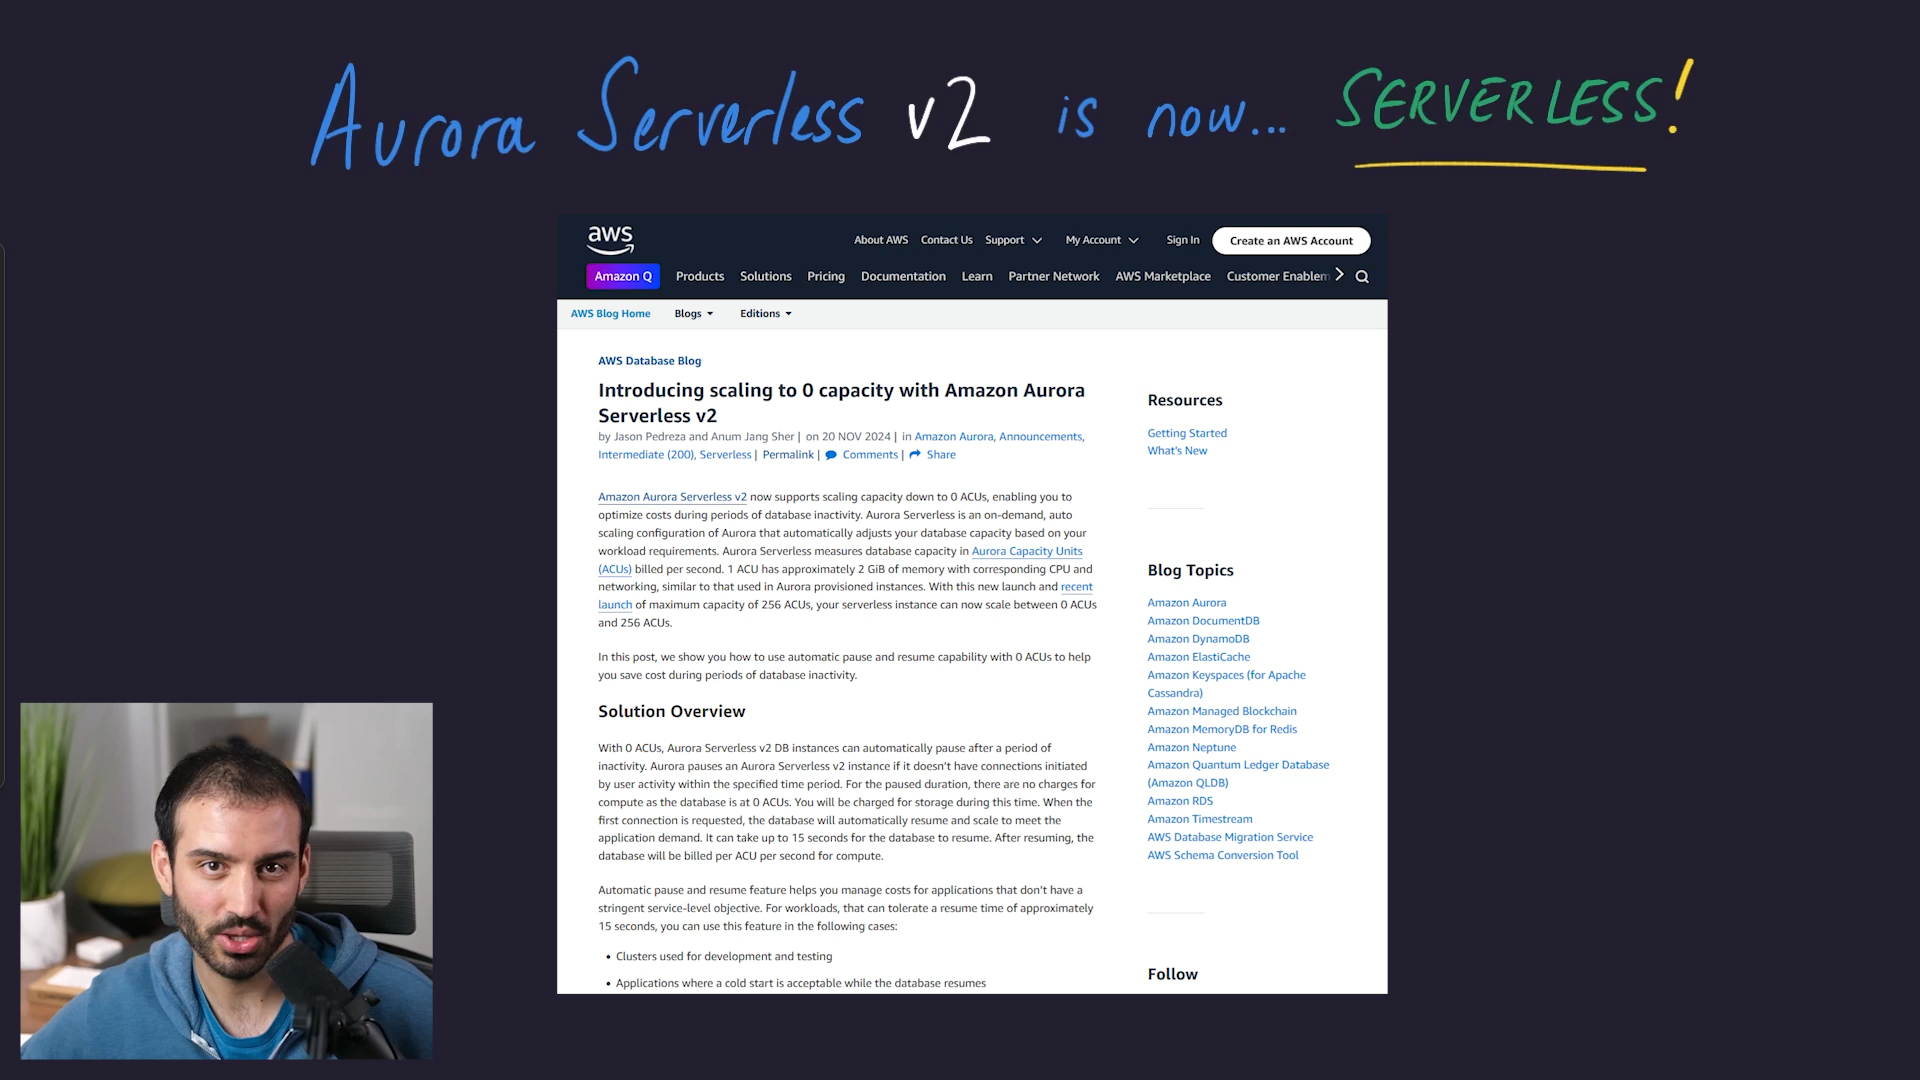 Aurora Serverless v2 is now... SERVERLESS!
aws
About AWS Contact Us Support My Account Sign In Create an AWS Account
Amazon Q Products Solutions Pricing Documentation Learn Partner Network AWS Marketplace Customer Enablem
AWS Blog Home Blogs Editions
AWS Database Blog
Introducing scaling to 0 capacity with Amazon Aurora
Serverless v2
by Jason Pedreza and Anum Jang Sher | on 20 NOV 2024 | in Amazon Aurora, Announcements,
Intermediate (200), Serverless | Permalink | Comments | Share
Amazon Aurora Serverless v2 now supports scaling capacity down to 0 ACUs, enabling you to
optimize costs during periods of database inactivity. Aurora Serverless is an on-demand, auto
scaling configuration of Aurora that automatically adjusts your database capacity based on your
workload requirements. Aurora Serverless measures database capacity in Aurora Capacity Units
(ACUs) billed per second. 1 ACU has approximately 2 GiB of memory with corresponding CPU and
networking, similar to that used in Aurora provisioned instances. With this new launch and recent
launch of maximum capacity of 256 ACUs, your serverless instance can now scale between 0 ACUs
and 256 ACUs.
In this post, we show you how to use automatic pause and resume capability with 0 ACUs to help
you save cost during periods of database inactivity.
Solution Overview
With 0 ACUs, Aurora Serverless v2 DB instances can automatically pause after a period of
inactivity. Aurora pauses an Aurora Serverless v2 instance if it doesn't have connections initiated
by user activity within the specified time period. For the paused duration, there are no charges for
compute as the database is at 0 ACUs. You will be charged for storage during this time. When the
first connection is requested, the database will automatically resume and scale to meet the
application demand. It can take up to 15 seconds for the database to resume. After resuming, the
database will be billed per ACU per second for compute.
Automatic pause and resume feature helps you manage costs for applications that don't have a
stringent service-level objective. For workloads, that can tolerate a resume time of approximately
15 seconds, you can use this feature in the following cases:
• Clusters used for development and testing
• Applications where a cold start is acceptable while the database resumes
Resources
Getting Started
What's New
Blog Topics
Amazon Aurora
Amazon DocumentDB
Amazon DynamoDB
Amazon ElastiCache
Amazon Keyspaces (for Apache
Cassandra)
Amazon Managed Blockchain
Amazon MemoryDB for Redis
Amazon Neptune
Amazon Quantum Ledger Database
(Amazon QLDB)
Amazon RDS
Amazon Timestream
AWS Database Migration Service
AWS Schema Conversion Tool
Follow